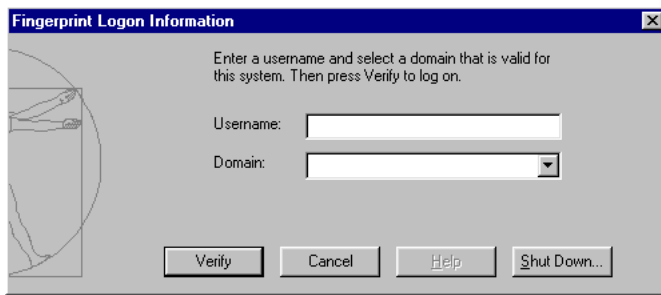 Fingerprint Logon Information
Enter a username and select a domain that is valid for
this system. Then press Verify to log on.
Username:
Domain:
Verify Cancel Help Shut Down...